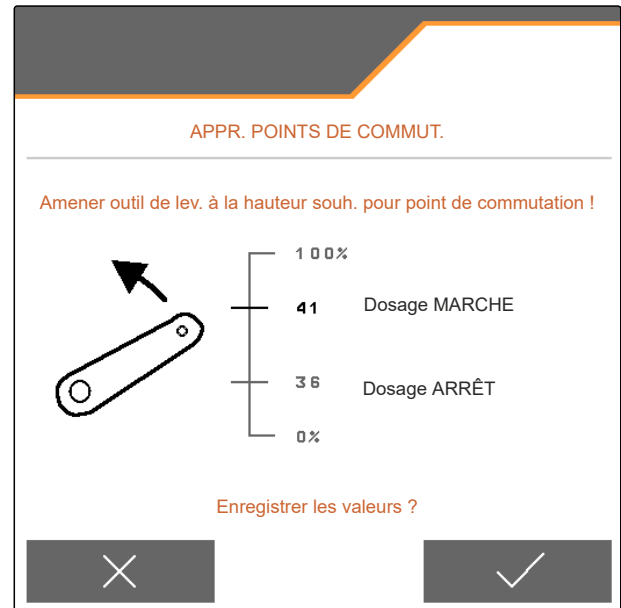 APPR. POINTS DE COMMUT.
Amener outil de lev. à la hauteur souh. pour point de commutation !
100%
41 Dosage MARCHE
36 Dosage ARRÊT
0%
Enregistrer les valeurs ?